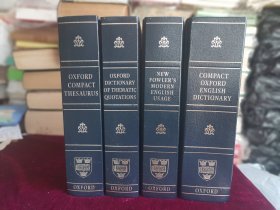 OXFORD
COMPACT
THESAURUS
OXFORD
OXFORD
DICTIONARY
OF THEMATIC
QUOTATIONS
OXFORD
NEW
FOWLER'S
MODERN
ENGLISH
USAGE
OXFORD
COMPACT
OXFORD
ENGLISH
DICTIONARY
OXFORD